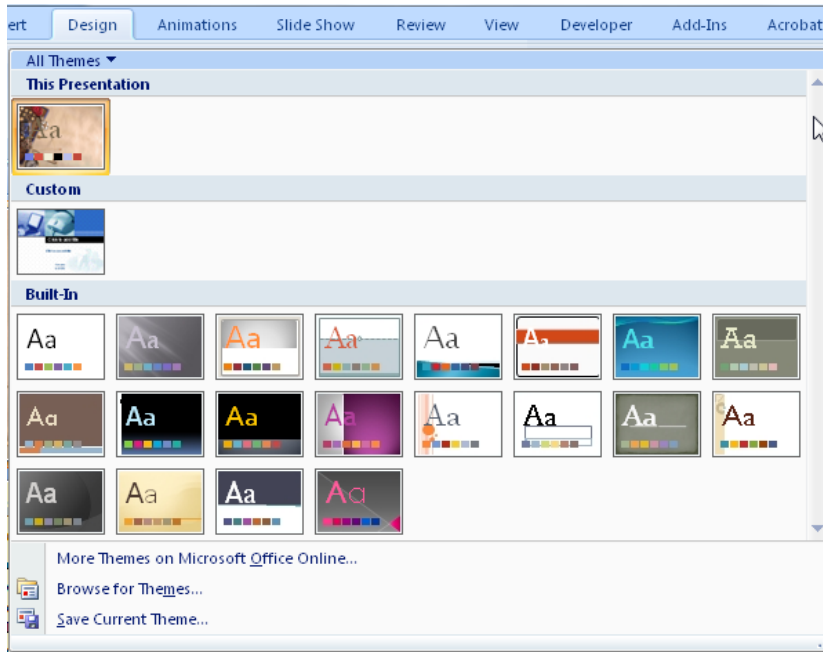 ert Design Animations Slide Show Review View Developer Add-Ins Acrobat
All Themes
This Presentation
Aa
Custom
Built-In
Aa Aa Aa Aa Aa Aa Aa Aa
Aa Aa Aa Aa Aa Aa Aa Aa
Aa Aa Aa Aa
More Themes on Microsoft Office Online...
Browse for Themes...
Save Current Theme...